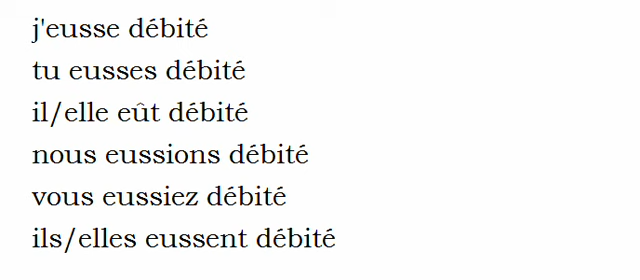 j'eusse débité
tu eusses débité
il/elle eût débité
nous eussions débité
vous eussiez débité
ils/elles eussent débité